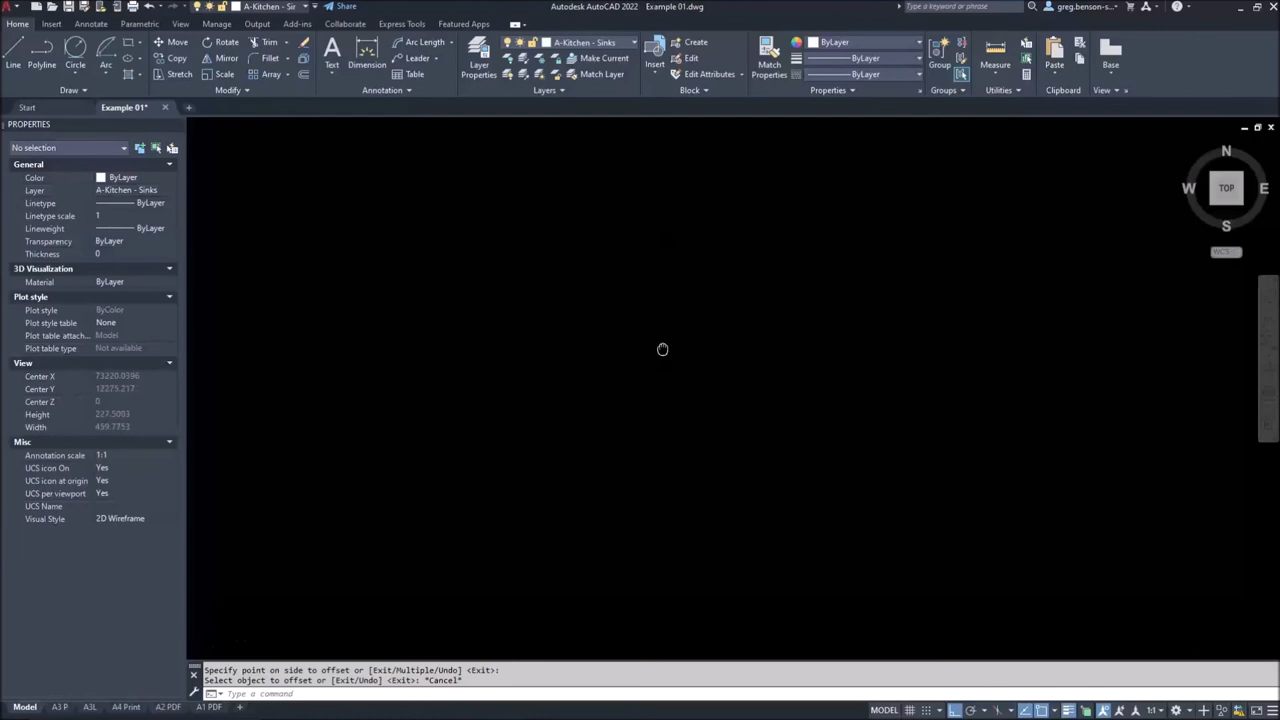 A-Kitchen - Sir
Share
Autodesk AutoCAD 2022 Example 01.dwg
Type a keyword or phrase
greg.benson-s...
Home Insert Annotate Parametric View Manage Output Add-ins Collaborate Express Tools Featured Apps
Line Polyline Circle Arc
Move Rotate Trim
Copy Mirror Fillet
Stretch Scale Array
Text Dimension
Arc Length
Leader
Table
Layer Properties
A-Kitchen - Sinks
Make Current
Match Layer
Insert
Create
Edit
Edit Attributes
Match Properties
ByLayer
ByLayer
ByLayer
Group
Measure
Paste
Base
Draw Modify Annotation Layers Block Properties Groups Utilities Clipboard View
Start Example 01*
PROPERTIES
No selection
General
Color ByLayer
Layer A-Kitchen - Sinks
Linetype ByLayer
Linetype scale 1
Lineweight ByLayer
Transparency ByLayer
Thickness 0
3D Visualization
Material ByLayer
Plot style
Plot style ByColor
Plot style table None
Plot table attach... Model
Plot table type Not available
View
Center X 73220.0396
Center Y 12275.217
Center Z 0
Height 227.5003
Width 459.7753
Misc
Annotation scale 1:1
UCS icon On Yes
UCS icon at origin Yes
UCS per viewport Yes
UCS Name
Visual Style 2D Wireframe
N
W TOP E
S
WCS
Specify point on side to offset or [Exit/Multiple/Undo] <Exit>:
Select object to offset or [Exit/Undo] <Exit>: *Cancel*
Type a command
Model A3 P A3L A4 Print A2 PDF A1 PDF
MODEL 1:1